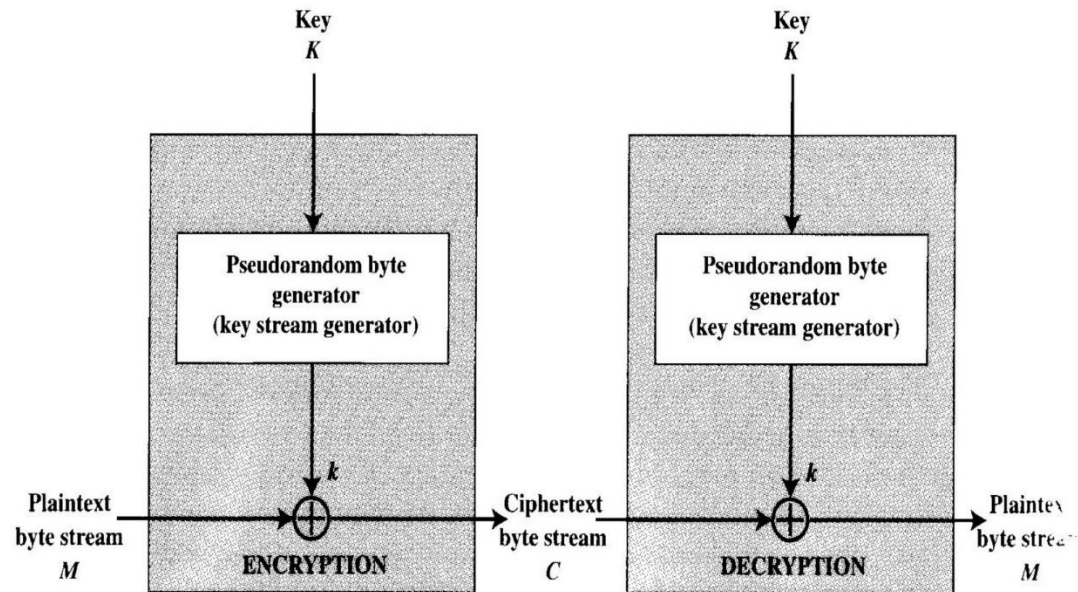 Key
K
Key
K
Pseudorandom byte
generator
(key stream generator)
Pseudorandom byte
generator
(key stream generator)
k
k
Plaintext
byte stream
M
ENCRYPTION
Ciphertext
byte stream
C
DECRYPTION
byte
M